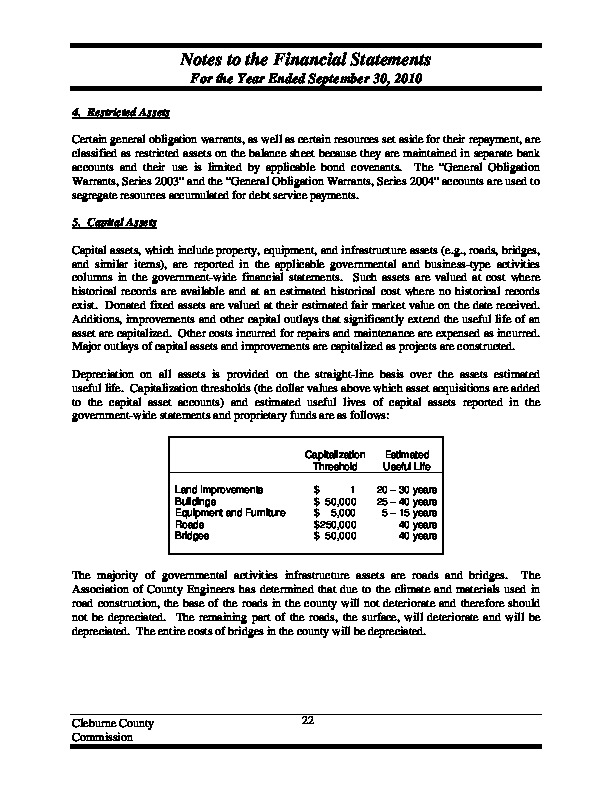 Notes to the Financial Statements
For the Year Ended September 30, 2010
4. Restricted Assets
Certain general obligation warrants, as well as certain resources set aside for their repayment, are
classified as restricted assets on the balance sheet because they are maintained in separate bank
accounts and their use is limited by applicable bond covenants. The "General Obligation
Warrants, Series 2003" and the "General Obligation Warrants, Series 2004" accounts are used to
segregate resources accumulated for debt service payments.
5. Capital Assets
Capital assets, which include property, equipment, and infrastructure assets (e.g., roads, bridges,
and similar items), are reported in the applicable governmental and business-type activities
columns in the government-wide financial statements. Such assets are valued at cost where
historical records are available and at an estimated historical cost where no historical records
exist. Donated fixed assets are valued at their estimated fair market value on the date received.
Additions, improvements and other capital outlays that significantly extend the useful life of an
asset are capitalized. Other costs incurred for repairs and maintenance are expensed as incurred.
Major outlays of capital assets and improvements are capitalized as projects are constructed.
Depreciation on all assets is provided on the straight-line basis over the assets estimated
useful life. Capitalization thresholds (the dollar values above which asset acquisitions are added
to the capital asset accounts) and estimated useful lives of capital assets reported in the
government-wide statements and proprietary funds are as follows:
Capitalization Estimated
Threshold Useful Life
Land Improvements $ 1 20 – 30 years
Buildings $ 50,000 25 – 40 years
Equipment and Furniture $ 5,000 5 – 15 years
Roads $250,000 40 years
Bridges $ 50,000 40 years
The majority of governmental activities infrastructure assets are roads and bridges. The
Association of County Engineers has determined that due to the climate and materials used in
road construction, the base of the roads in the county will not deteriorate and therefore should
not be depreciated. The remaining part of the roads, the surface, will deteriorate and will be
depreciated. The entire costs of bridges in the county will be depreciated.
Cleburne County 22
Commission